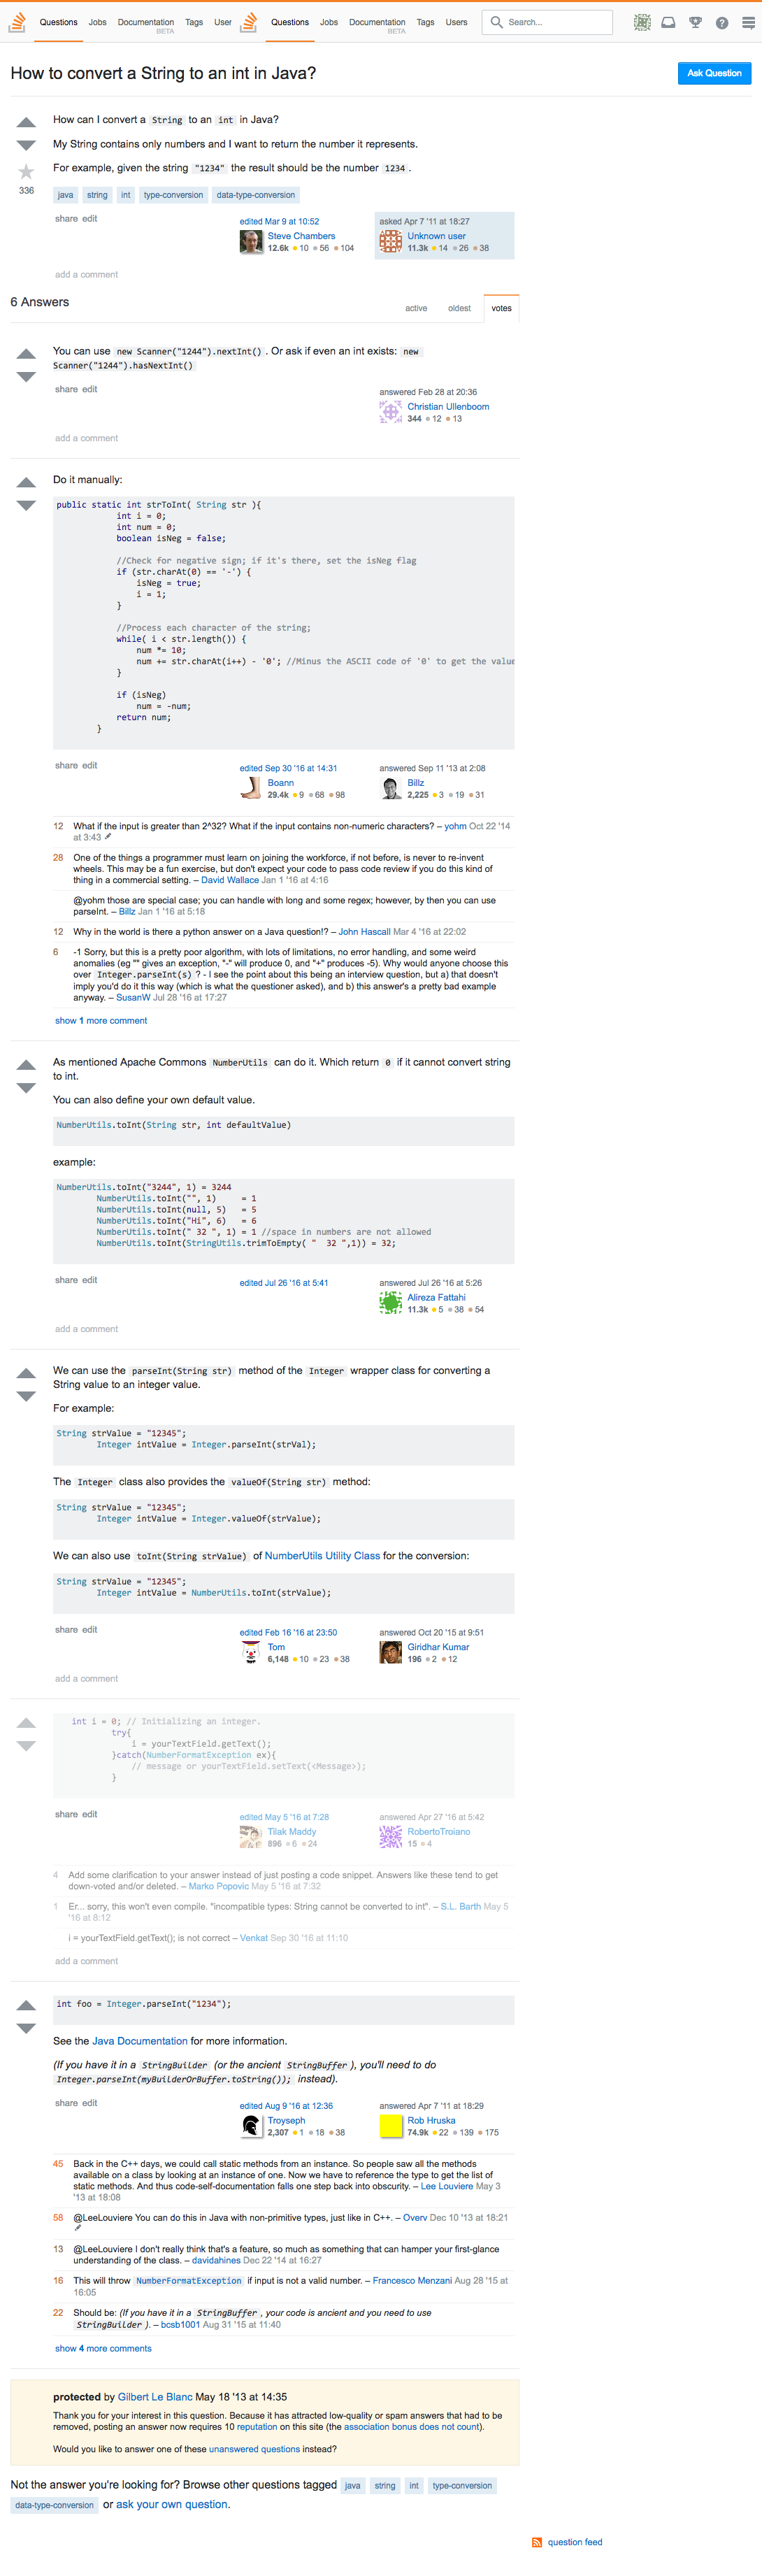 Questions Jobs Documentation BETA Tags User Questions Jobs Documentation BETA Tags Users Search...
How to convert a String to an int in Java?
Ask Question
How can I convert a String to an int in Java?
My String contains only numbers and I want to return the number it represents.
For example, given the string "1234" the result should be the number 1234.
336
java string int type-conversion data-type-conversion
share edit
edited Mar 9 at 10:52
Steve Chambers
12.6k 10 56 104
asked Apr 7 '11 at 18:27
Unknown user
11.3k 14 26 38
add a comment
6 Answers
active oldest votes
You can use new Scanner("1244").nextInt(). Or ask if even an int exists: new
Scanner("1244").hasNextInt()
share edit
answered Feb 28 at 20:36
Christian Ullenboom
344 12 13
add a comment
Do it manually:
public static int strToInt( String str ){
int i = 0;
int num = 0;
boolean isNeg = false;
//Check for negative sign; if it's there, set the isNeg flag
if (str.charAt(0) == '-') {
isNeg = true;
i = 1;
}
//Process each character of the string;
while( i < str.length()) {
num *= 10;
num += str.charAt(i++) - '0'; //Minus the ASCII code of '0' to get the value
}
if (isNeg)
num = -num;
return num;
}
share edit
edited Sep 30 '16 at 14:31
Boann
29.4k 9 68 98
answered Sep 11 '13 at 2:08
Billz
2,225 3 19 31
12 What if the input is greater than 2^32? What if the input contains non-numeric characters? – yohm Oct 22 '14
at 3:43
28 One of the things a programmer must learn on joining the workforce, if not before, is never to re-invent
wheels. This may be a fun exercise, but don't expect your code to pass code review if you do this kind of
thing in a commercial setting. – David Wallace Jan 1 '16 at 4:16
@yohm those are special case; you can handle with long and some regex; however, by then you can use
parseInt. – Billz Jan 1 '16 at 5:18
12 Why in the world is there a python answer on a Java question!? – John Hascall Mar 4 '16 at 22:02
6 -1 Sorry, but this is a pretty poor algorithm, with lots of limitations, no error handling, and some weird
anomalies (eg "" gives an exception, "-" will produce 0, and "+" produces -5). Why would anyone choose this
over Integer.parseInt(s) ? - I see the point about this being an interview question, but a) that doesn't
imply you'd do it this way (which is what the questioner asked), and b) this answer's a pretty bad example
anyway. – SusanW Jul 28 '16 at 17:27
show 1 more comment
As mentioned Apache Commons NumberUtils can do it. Which return 0 if it cannot convert string
to int.
You can also define your own default value.
NumberUtils.toInt(String str, int defaultValue)
example:
NumberUtils.toInt("3244", 1) = 3244
NumberUtils.toInt("", 1) = 1
NumberUtils.toInt(null, 5) = 5
NumberUtils.toInt("Hi", 6) = 6
NumberUtils.toInt(" 32 ", 1) = 1 //space in numbers are not allowed
NumberUtils.toInt(StringUtils.trimToEmpty( " 32 ",1)) = 32;
share edit
edited Jul 26 '16 at 5:41
answered Jul 26 '16 at 5:26
Alireza Fattahi
11.3k 5 38 54
add a comment
We can use the parseInt(String str) method of the Integer wrapper class for converting a
String value to an integer value.
For example:
String strValue = "12345";
Integer intValue = Integer.parseInt(strVal);
The Integer class also provides the valueOf(String str) method:
String strValue = "12345";
Integer intValue = Integer.valueOf(strValue);
We can also use toInt(String strValue) of NumberUtils Utility Class for the conversion:
String strValue = "12345";
Integer intValue = NumberUtils.toInt(strValue);
share edit
edited Feb 16 '16 at 23:50
Tom
6,148 10 23 38
answered Oct 20 '15 at 9:51
Giridhar Kumar
196 2 12
add a comment
int i = 0; // Initializing an integer.
try{
i = yourTextField.getText();
}catch(NumberFormatException ex){
// message or yourTextField.setText(<Message>);
}
share edit
edited May 5 '16 at 7:28
Tilak Maddy
896 6 24
answered Apr 27 '16 at 5:42
RobertoTroiano
15 4
4 Add some clarification to your answer instead of just posting a code snippet. Answers like these tend to get
down-voted and/or deleted. – Marko Popovic May 5 '16 at 7:32
1 Er... sorry, this won't even compile. "incompatible types: String cannot be converted to int". – S.L. Barth May 5
'16 at 8:12
i = yourTextField.getText(); is not correct – Venkat Sep 30 '16 at 11:10
add a comment
int foo = Integer.parseInt("1234");
See the Java Documentation for more information.
(If you have it in a StringBuilder (or the ancient StringBuffer), you'll need to do
Integer.parseInt(myBuilderOrBuffer.toString()); instead).
share edit
edited Aug 9 '16 at 12:36
Troyseph
2,307 1 18 38
answered Apr 7 '11 at 18:29
Rob Hruska
74.9k 22 139 175
45 Back in the C++ days, we could call static methods from an instance. So people saw all the methods
available on a class by looking at an instance of one. Now we have to reference the type to get the list of
static methods. And thus code-self-documentation falls one step back into obscurity. – Lee Louviere May 3
'13 at 18:08
58 @LeeLouviere You can do this in Java with non-primitive types, just like in C++. – Overv Dec 10 '13 at 18:21
13 @LeeLouviere I don't really think that's a feature, so much as something that can hamper your first-glance
understanding of the class. – davidahines Dec 22 '14 at 16:27
16 This will throw NumberFormatException if input is not a valid number. – Francesco Menzani Aug 28 '15 at
16:05
22 Should be: (If you have it in a StringBuffer, your code is ancient and you need to use
StringBuilder). – bcsb1001 Aug 31 '15 at 11:40
show 4 more comments
protected by Gilbert Le Blanc May 18 '13 at 14:35
Thank you for your interest in this question. Because it has attracted low-quality or spam answers that had to be
removed, posting an answer now requires 10 reputation on this site (the association bonus does not count).
Would you like to answer one of these unanswered questions instead?
Not the answer you're looking for? Browse other questions tagged java string int type-conversion
data-type-conversion or ask your own question.
question feed